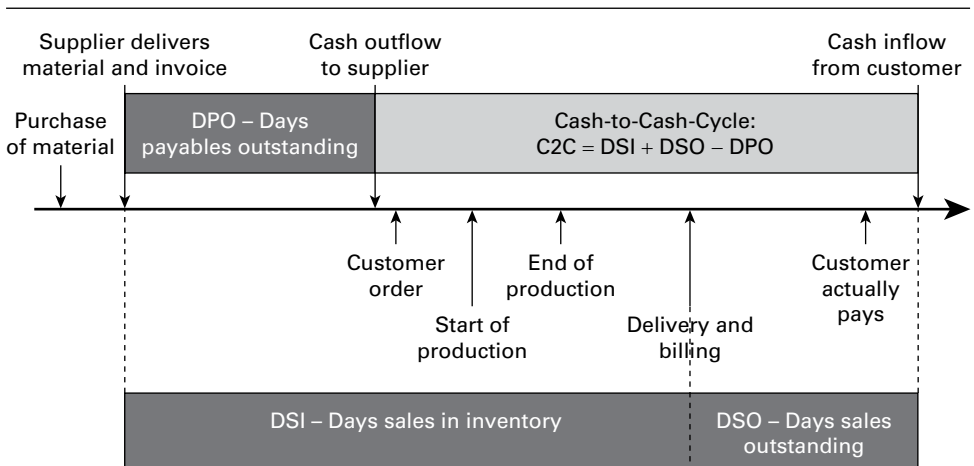 Supplier delivers
material and invoice
Cash outflow
to supplier
Cash inflow
from customer
Purchase
of material
DPO – Days
payables outstanding
Cash-to-Cash-Cycle:
C2C = DSI + DSO – DPO
Customer
order
Start of
production
End of
production
Delivery and
billing
Customer
actually
pays
DSI – Days sales in inventory
DSO – Days sales
outstanding